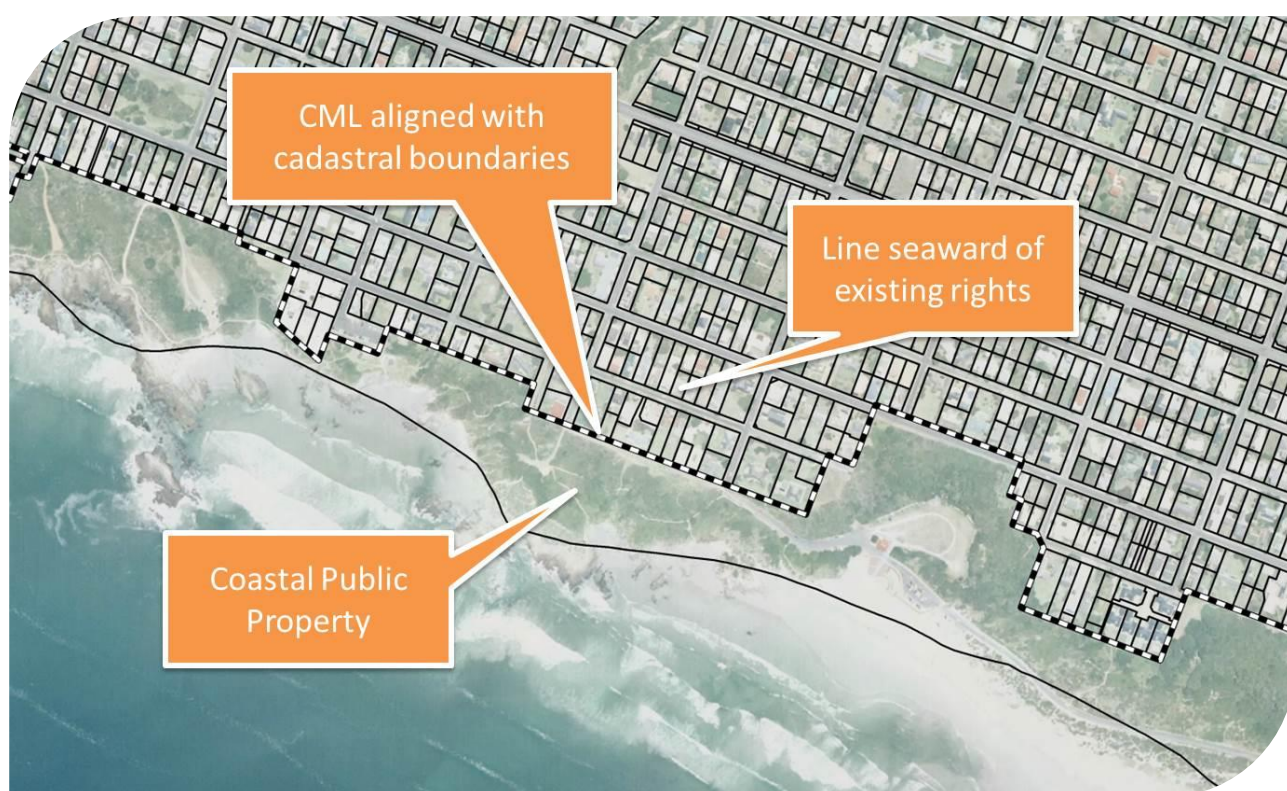 CML aligned with
cadastral boundaries
Line seaward of
existing rights
Coastal Public
Property